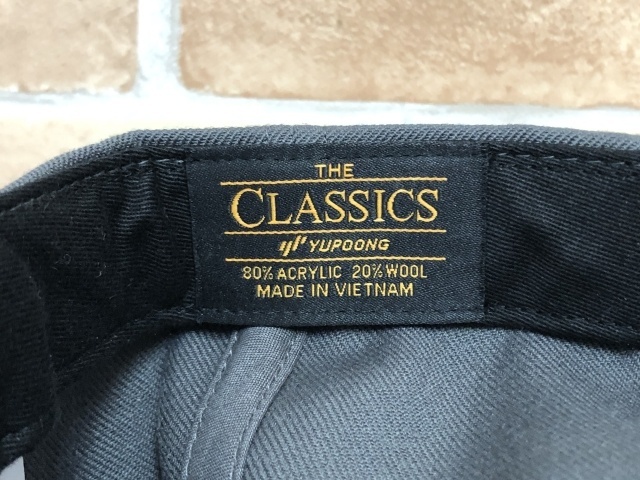 THE
CLASSICS
YUPOONG
80% ACRYLIC 20% WOOL
MADE IN VIETNAM